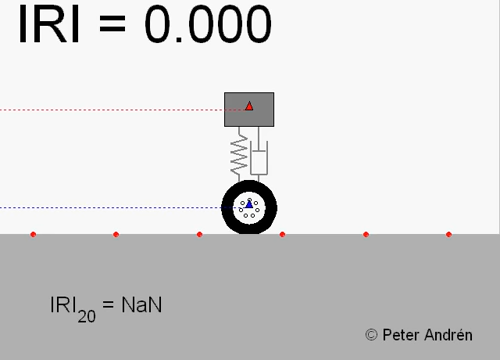 IRI = 0.000
IRI20 = NaN
© Peter Andrén